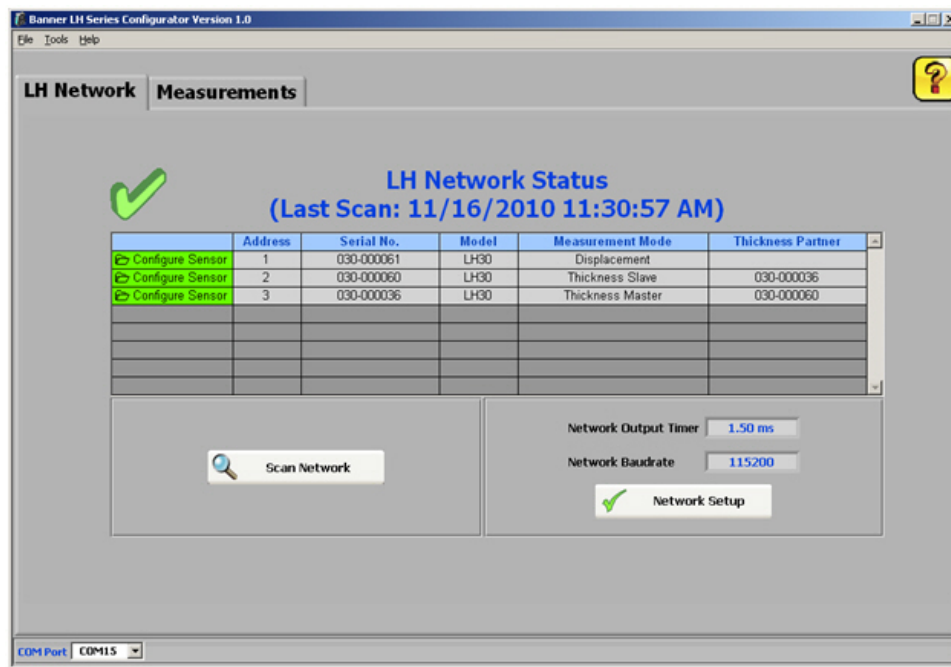 Banner LH Series Configurator Version 1.0
File Tools Help
LH Network Measurements
LH Network Status
(Last Scan: 11/16/2010 11:30:57 AM)
Address Serial No. Model Measurement Mode Thickness Partner
Configure Sensor 1 030-000061 LH30 Displacement
Configure Sensor 2 030-000060 LH30 Thickness Slave 030-000036
Configure Sensor 3 030-000036 LH30 Thickness Master 030-000060
Network Output Timer 1.50 ms
Scan Network
Network Baudrate 115200
Network Setup
COM Port COM15